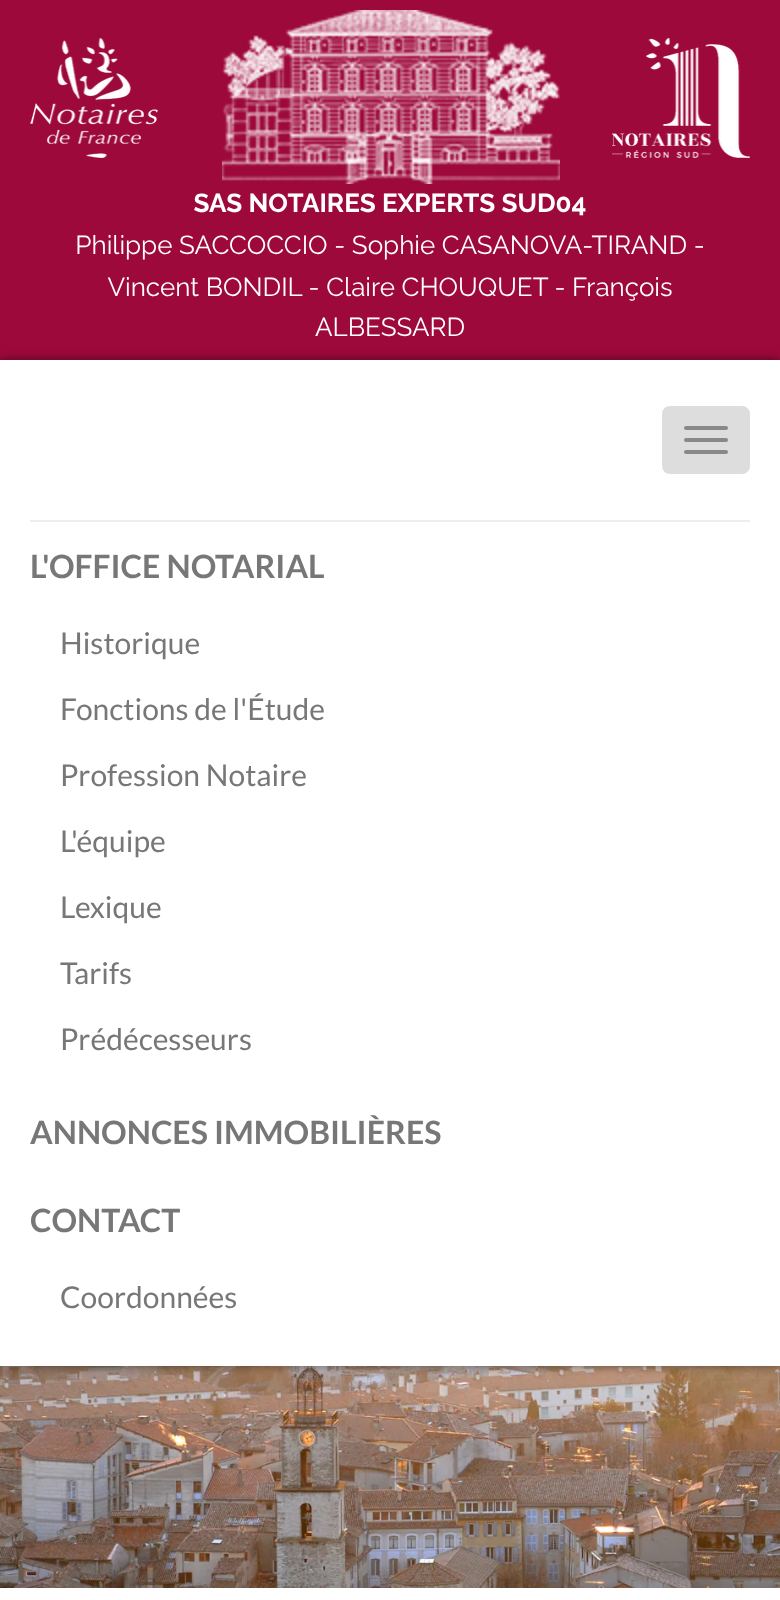 Notaires
de France
NOTAIRES
RÉGION SUD
SAS NOTAIRES EXPERTS SUD04
Philippe SACCOCCIO - Sophie CASANOVA-TIRAND -
Vincent BONDIL - Claire CHOUQUET - François
ALBESSARD
L'OFFICE NOTARIAL
Historique
Fonctions de l'Étude
Profession Notaire
L'équipe
Lexique
Tarifs
Prédécesseurs
ANNONCES IMMOBILIÈRES
CONTACT
Coordonnées